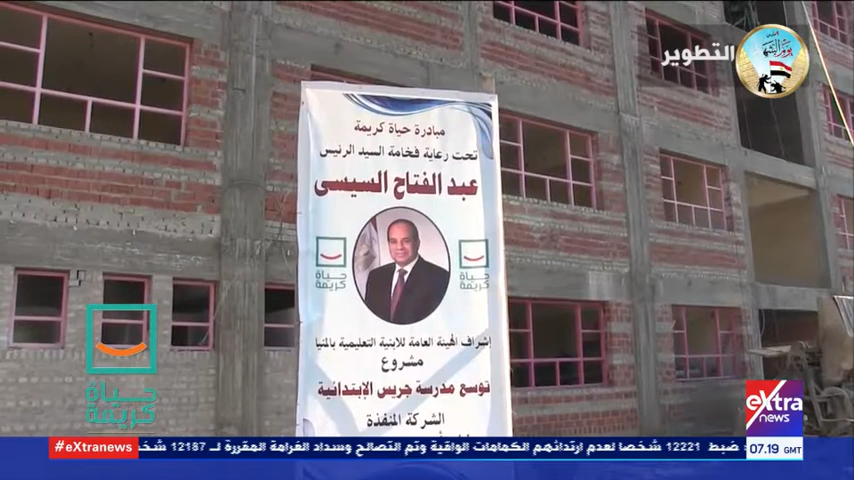 التطوير
مبادرة حياة كريمة
تحت رعاية فخامة السيد الرئيس
عبد الفتاح السيسى
حياة
كريمة
حياة
كريمة
إشراف الهيئة العامة للأبنية التعليمية بالمنيا
مشروع
توسع مدرسة جريس الإبتدائية
الشركة المنفذة
حياة
كريمة
eXtra
news
#eXtranews
ضبط 12221 شخصا لعدم ارتدائهم الكمامات الواقية وتم التصالح وسداد الغرامة المقررة لـ 12187
07.19 GMT